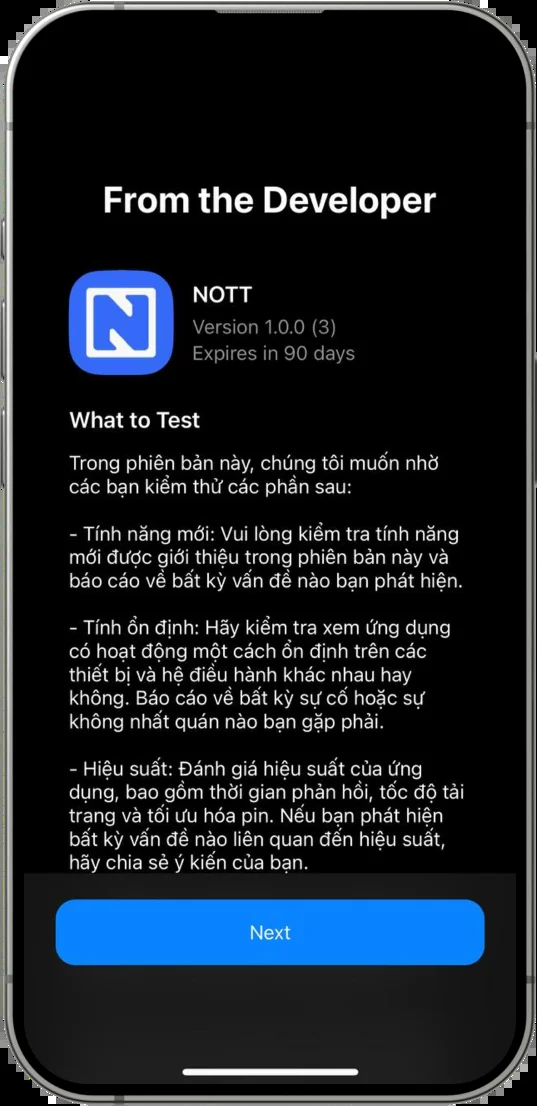 From the Developer
N
NOTT
Version 1.0.0 (3)
Expires in 90 days
What to Test
Trong phiên bản này, chúng tôi muốn nhờ
các bạn kiểm thử các phần sau:
- Tính năng mới: Vui lòng kiểm tra tính năng
mới được giới thiệu trong phiên bản này và
báo cáo về bất kỳ vấn đề nào bạn phát hiện.
- Tính ổn định: Hãy kiểm tra xem ứng dụng
có hoạt động một cách ổn định trên các
thiết bị và hệ điều hành khác nhau hay
không. Báo cáo về bất kỳ sự cố hoặc sự
không nhất quán nào bạn gặp phải.
- Hiệu suất: Đánh giá hiệu suất của ứng
dụng, bao gồm thời gian phản hồi, tốc độ tải
trang và tối ưu hóa pin. Nếu bạn phát hiện
bất kỳ vấn đề nào liên quan đến hiệu suất,
hãy chia sẻ ý kiến của bạn.
Next